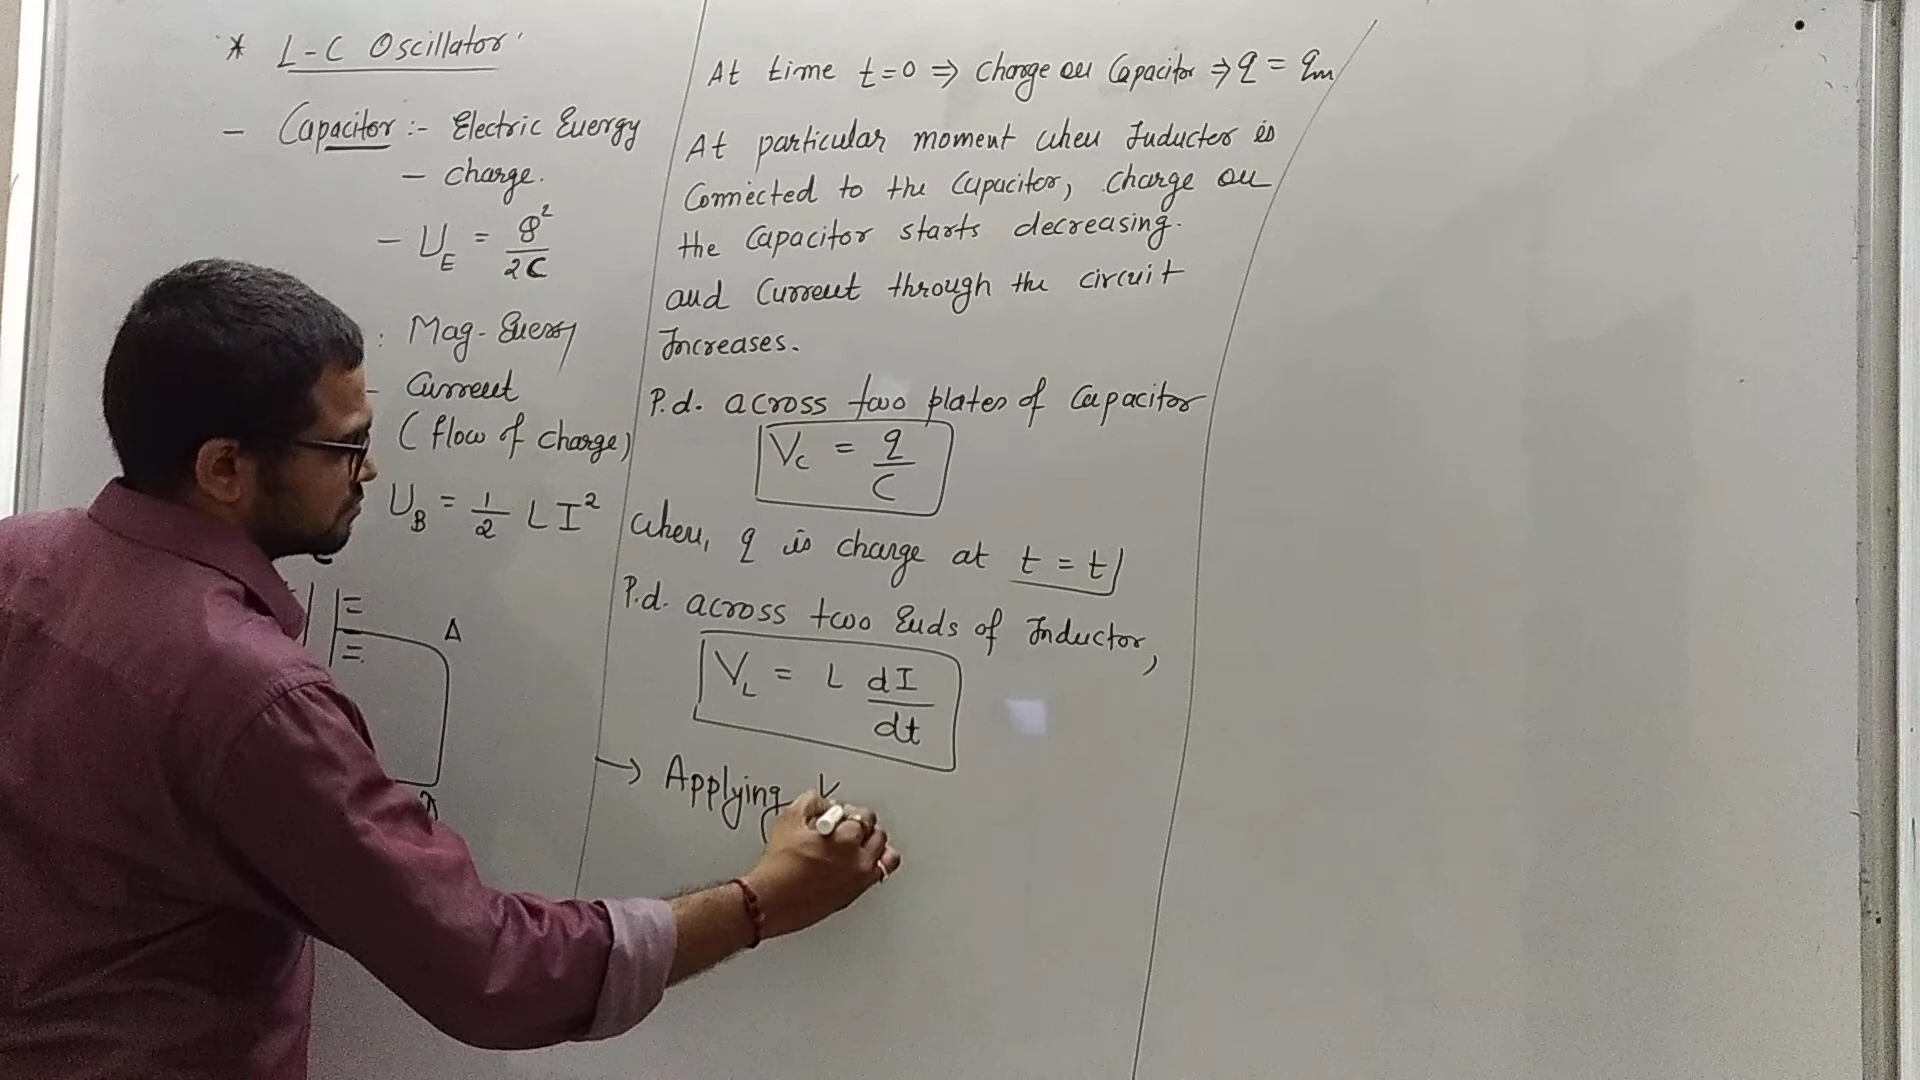 * L-C Oscillator
- Capacitor :- Electric Energy
- charge.
- U_E = q²/2C
: Mag. Energy
- Current
(flow of charge)
U_B = 1/2 L I²
A
At time t=0 ⇒ charge on Capacitor ⇒ q = qm
At particular moment when Inductor is
Connected to the Capacitor, charge on
the Capacitor starts decreasing.
and Current through the circuit
Increases.
P.d. across two plates of Capacitor
V_C = q/C
when, q is charge at t = t
P.d. across two Ends of Inductor,
V_L = L dI/dt
→ Applying K